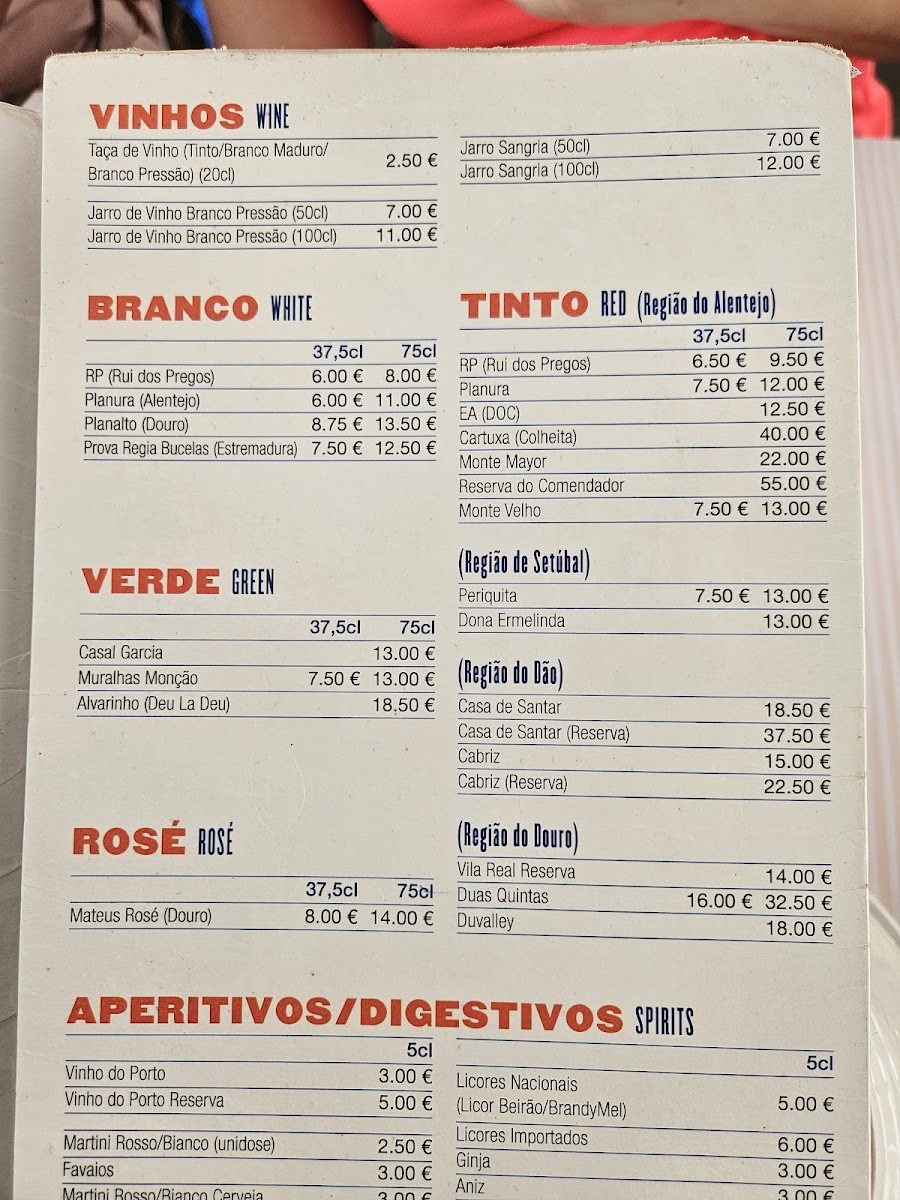 VINHOS WINE
Taça de Vinho (Tinto/Branco Maduro/
Branco Pressão) (20cl) 2.50 €
Jarro de Vinho Branco Pressão (50cl) 7.00 €
Jarro de Vinho Branco Pressão (100cl) 11.00 €
Jarro Sangria (50cl) 7.00 €
Jarro Sangria (100cl) 12.00 €
BRANCO WHITE
37,5cl 75cl
RP (Rui dos Pregos) 6.00 € 8.00 €
Planura (Alentejo) 6.00 € 11.00 €
Planalto (Douro) 8.75 € 13.50 €
Prova Regia Bucelas (Estremadura) 7.50 € 12.50 €
VERDE GREEN
37,5cl 75cl
Casal Garcia 13.00 €
Muralhas Monção 7.50 € 13.00 €
Alvarinho (Deu La Deu) 18.50 €
ROSÉ ROSÉ
37,5cl 75cl
Mateus Rosé (Douro) 8.00 € 14.00 €
TINTO RED (Região do Alentejo)
37,5cl 75cl
RP (Rui dos Pregos) 6.50 € 9.50 €
Planura 7.50 € 12.00 €
EA (DOC) 12.50 €
Cartuxa (Colheita) 40.00 €
Monte Mayor 22.00 €
Reserva do Comendador 55.00 €
Monte Velho 7.50 € 13.00 €
(Região de Setúbal)
Periquita 7.50 € 13.00 €
Dona Ermelinda 13.00 €
(Região do Dão)
Casa de Santar 18.50 €
Casa de Santar (Reserva) 37.50 €
Cabriz 15.00 €
Cabriz (Reserva) 22.50 €
(Região do Douro)
Vila Real Reserva 14.00 €
Duas Quintas 16.00 € 32.50 €
Duvalley 18.00 €
APERITIVOS/DIGESTIVOS SPIRITS
5cl
Vinho do Porto 3.00 €
Vinho do Porto Reserva 5.00 €
Martini Rosso/Bianco (unidose) 2.50 €
Favaios 3.00 €
Martini Rosso/Bianco Cerveja 3.00 €
5cl
Licores Nacionais
(Licor Beirão/BrandyMel) 5.00 €
Licores Importados 6.00 €
Ginja 3.00 €
Aniz 3.00 €